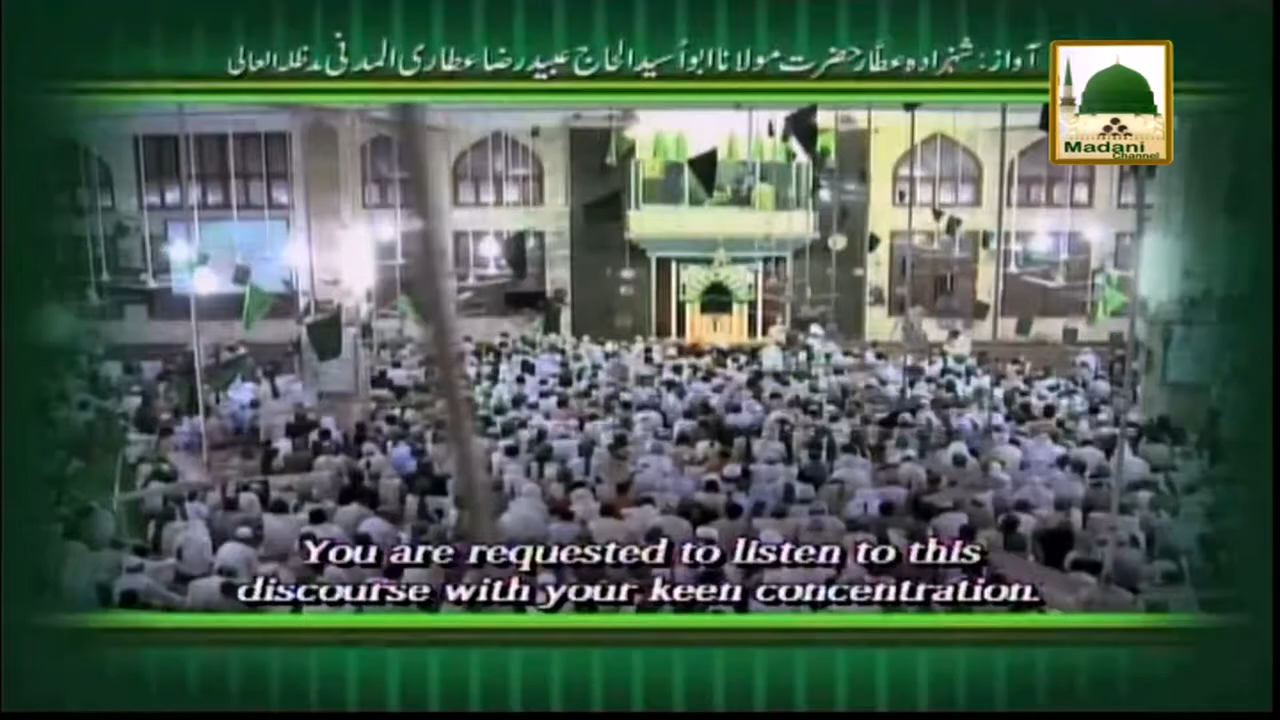 آواز: شہزادہ عطار حضرت مولانا ابو اُسید الحاج عبید رضا عطاری المدنی مدظلہ العالی
Madani
Channel
You are requested to listen to this
discourse with your keen concentration.